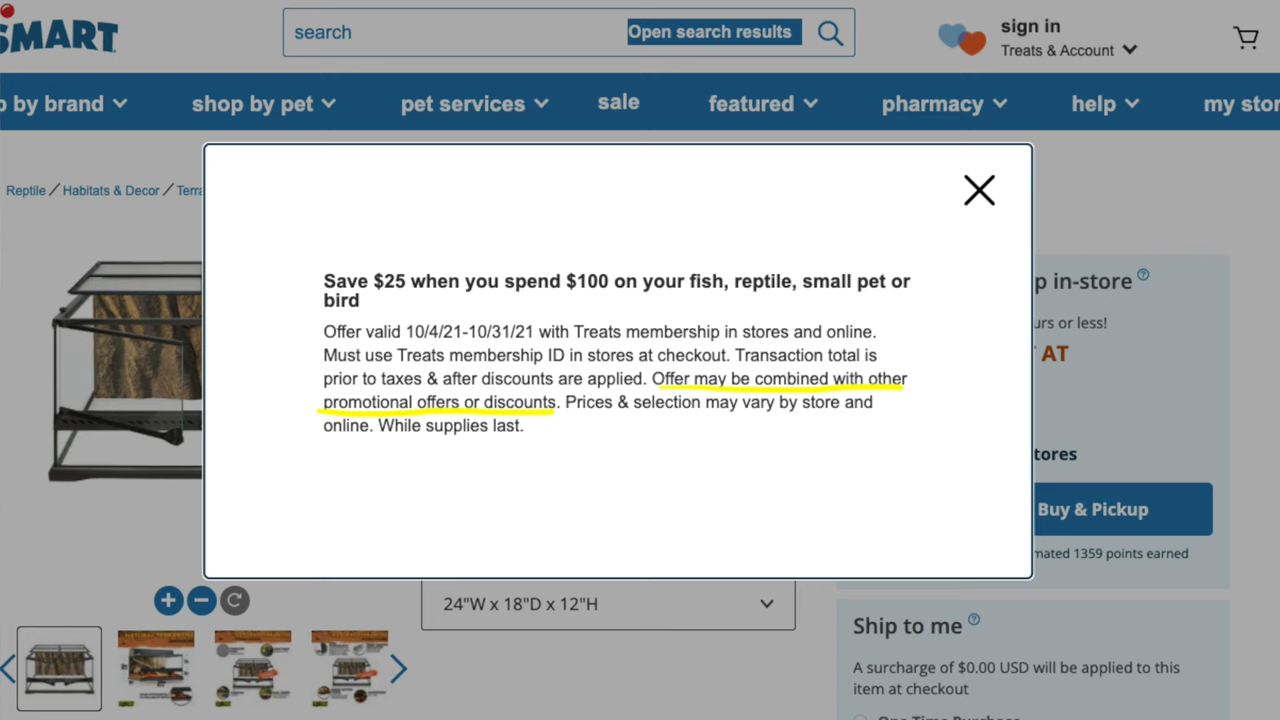 SMART
search
Open search results
sign in
Treats & Account
by brand
shop by pet
pet services
sale
featured
pharmacy
help
my stor
Reptile / Habitats & Decor / Terra
Save $25 when you spend $100 on your fish, reptile, small pet or
bird
Offer valid 10/4/21-10/31/21 with Treats membership in stores and online.
Must use Treats membership ID in stores at checkout. Transaction total is
prior to taxes & after discounts are applied. Offer may be combined with other
promotional offers or discounts. Prices & selection may vary by store and
online. While supplies last.
p in-store
urs or less!
AT
tores
Buy & Pickup
mated 1359 points earned
24"W x 18"D x 12"H
Ship to me
A surcharge of $0.00 USD will be applied to this
item at checkout
One Time Purchase